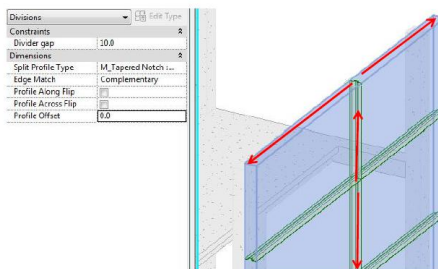 Divisions Edit Type
Constraints
Divider gap 10.0
Dimensions
Split Profile Type M_Tapered Notch :...
Edge Match Complementary
Profile Along Flip
Profile Across Flip
Profile Offset 0.0